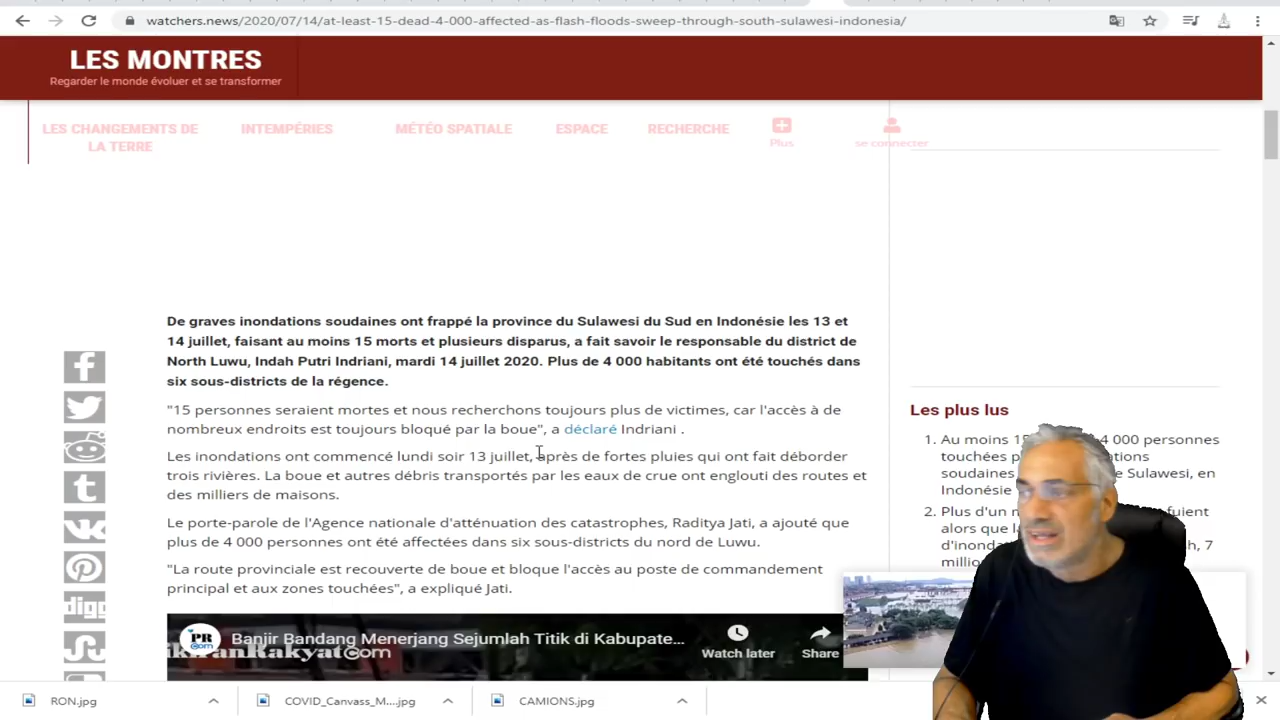 watchers.news/2020/07/14/at-least-15-dead-4-000-affected-as-flash-floods-sweep-through-south-sulawesi-indonesia/
LES MONTRES
Regarder le monde évoluer et se transformer
LES CHANGEMENTS DE
LA TERRE
INTEMPÉRIES
MÉTÉO SPATIALE
ESPACE
RECHERCHE
Plus
se connecter
De graves inondations soudaines ont frappé la province du Sulawesi du Sud en Indonésie les 13 et
14 juillet, faisant au moins 15 morts et plusieurs disparus, a fait savoir le responsable du district de
North Luwu, Indah Putri Indriani, mardi 14 juillet 2020. Plus de 4 000 habitants ont été touchés dans
six sous-districts de la régence.
"15 personnes seraient mortes et nous recherchons toujours plus de victimes, car l'accès à de
nombreux endroits est toujours bloqué par la boue", a déclaré Indriani .
Les inondations ont commencé lundi soir 13 juillet, après de fortes pluies qui ont fait déborder
trois rivières. La boue et autres débris transportés par les eaux de crue ont englouti des routes et
des milliers de maisons.
Le porte-parole de l'Agence nationale d'atténuation des catastrophes, Raditya Jati, a ajouté que
plus de 4 000 personnes ont été affectées dans six sous-districts du nord de Luwu.
"La route provinciale est recouverte de boue et bloque l'accès au poste de commandement
principal et aux zones touchées", a expliqué Jati.
PR
.com
Banjir Bandang Menerjang Sejumlah Titik di Kabupate...
Watch later
Share
digg
Les plus lus
1. Au moins 15 4 000 personnes
touchées
soudaines Sulawesi, en
Indonésie
2. Plus d'un fuient
alors que
d'inond 7
RON.jpg
COVID_Canvass_M....jpg
CAMIONS.jpg